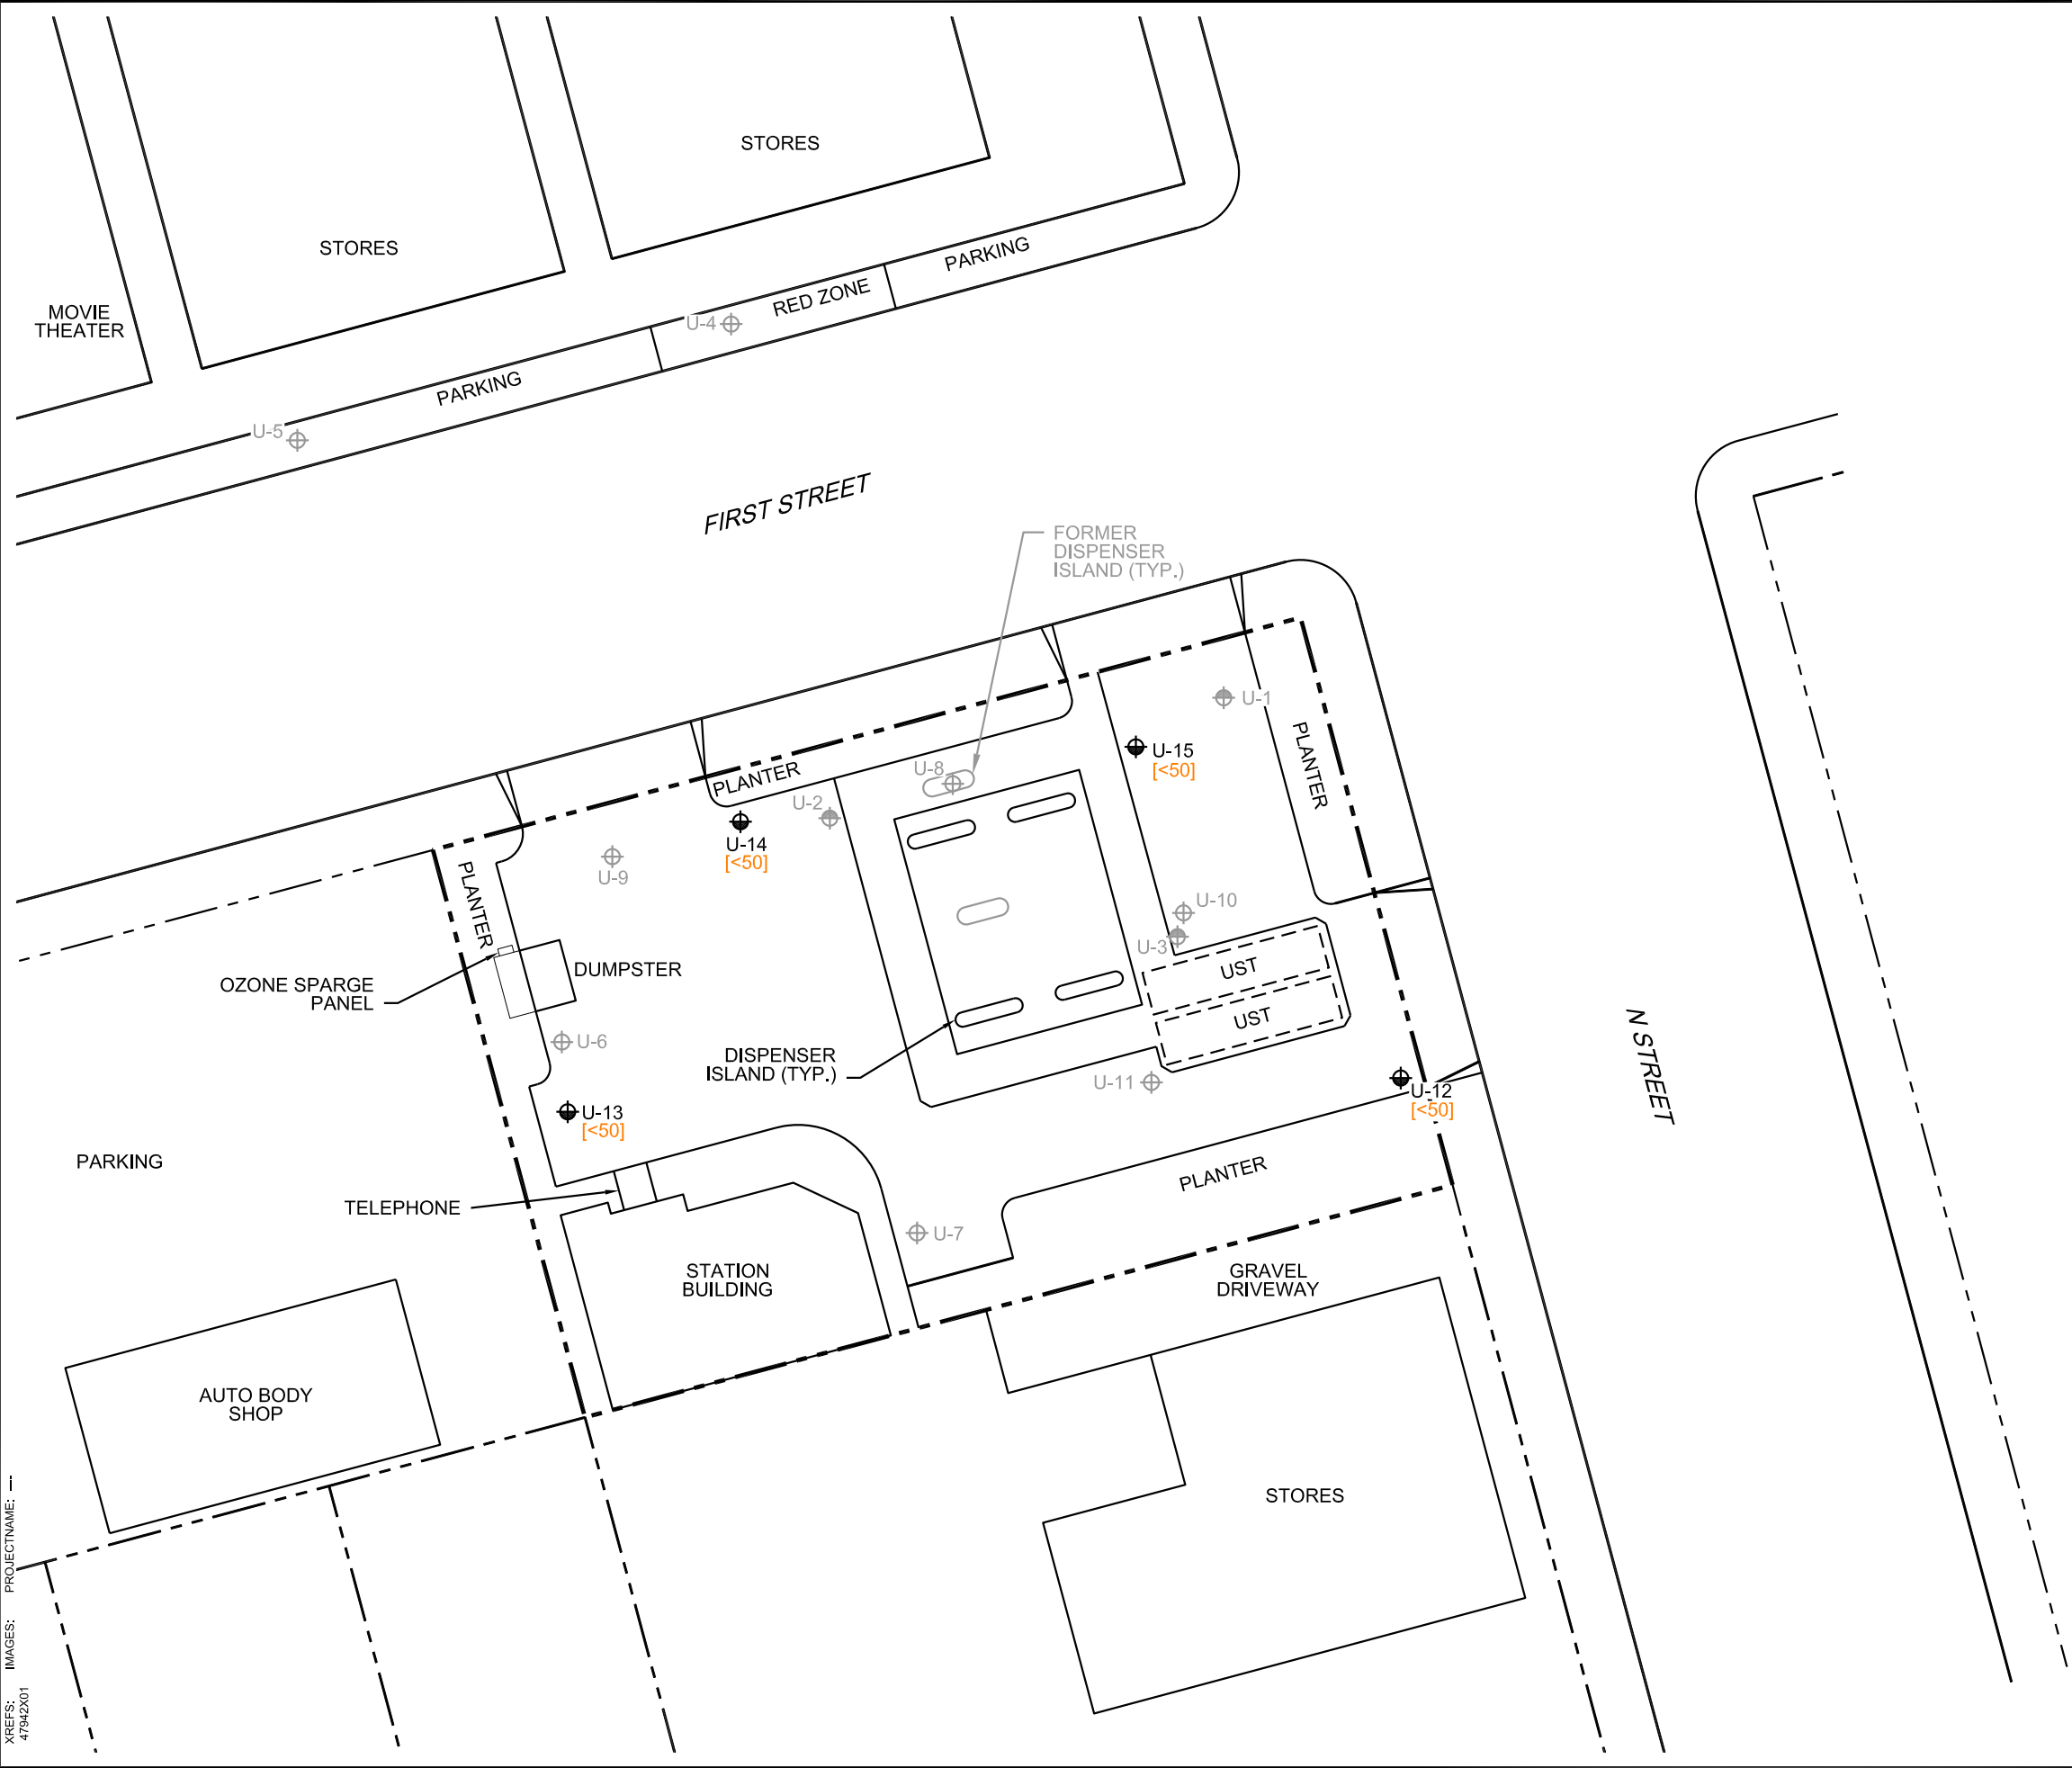 STORES
STORES
MOVIE
THEATER
PARKING
RED ZONE
U-4
PARKING
U-5
FIRST STREET
FORMER
DISPENSER
ISLAND (TYP.)
U-1
PLANTER
U-15
[<50]
PLANTER
U-8
U-2
U-14
[<50]
U-9
PLANTER
U-10
U-3
UST
UST
DUMPSTER
OZONE SPARGE
PANEL
U-6
DISPENSER
ISLAND (TYP.)
U-11
U-12
[<50]
N STREET
U-13
[<50]
PARKING
PLANTER
TELEPHONE
U-7
STATION
BUILDING
GRAVEL
DRIVEWAY
AUTO BODY
SHOP
STORES
XREFS: IMAGES: PROJECTNAME: ---
47942X01